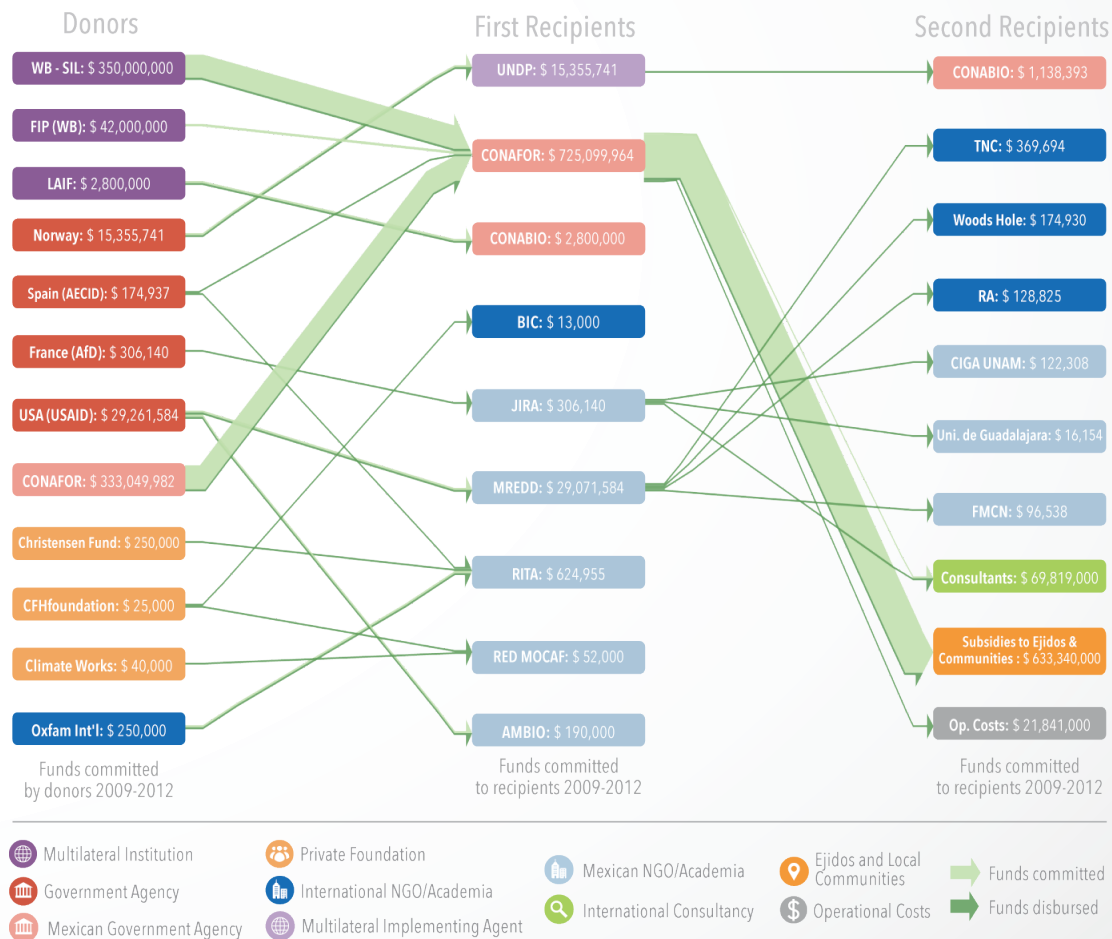 Donors
First Recipients
Second Recipients
WB - SIL: $ 350,000,000
FIP (WB): $ 42,000,000
LAIF: $ 2,800,000
Norway: $ 15,355,741
Spain (AECID): $ 174,937
France (AfD): $ 306,140
USA (USAID): $ 29,261,584
CONAFOR: $ 333,049,982
Christensen Fund: $ 250,000
CFHfoundation: $ 25,000
Climate Works: $ 40,000
Oxfam Int'l: $ 250,000
Funds committed
by donors 2009-2012
UNDP: $ 15,355,741
CONAFOR: $ 725,099,964
CONABIO: $ 2,800,000
BIC: $ 13,000
JIRA: $ 306,140
MREDD: $ 29,071,584
RITA: $ 624,955
RED MOCAF: $ 52,000
AMBIO: $ 190,000
Funds committed
to recipients 2009-2012
CONABIO: $ 1,138,393
TNC: $ 369,694
Woods Hole: $ 174,930
RA: $ 128,825
CIGA UNAM: $ 122,308
Uni. de Guadalajara: $ 16,154
FMCN: $ 96,538
Consultants: $ 69,819,000
Subsidies to Ejidos &
Communities : $ 633,340,000
Op. Costs: $ 21,841,000
Funds committed
to recipients 2009-2012
Multilateral Institution
Government Agency
Mexican Government Agency
Private Foundation
International NGO/Academia
Multilateral Implementing Agent
Mexican NGO/Academia
International Consultancy
Ejidos and Local
Communities
$ Operational Costs
Funds committed
Funds disbursed